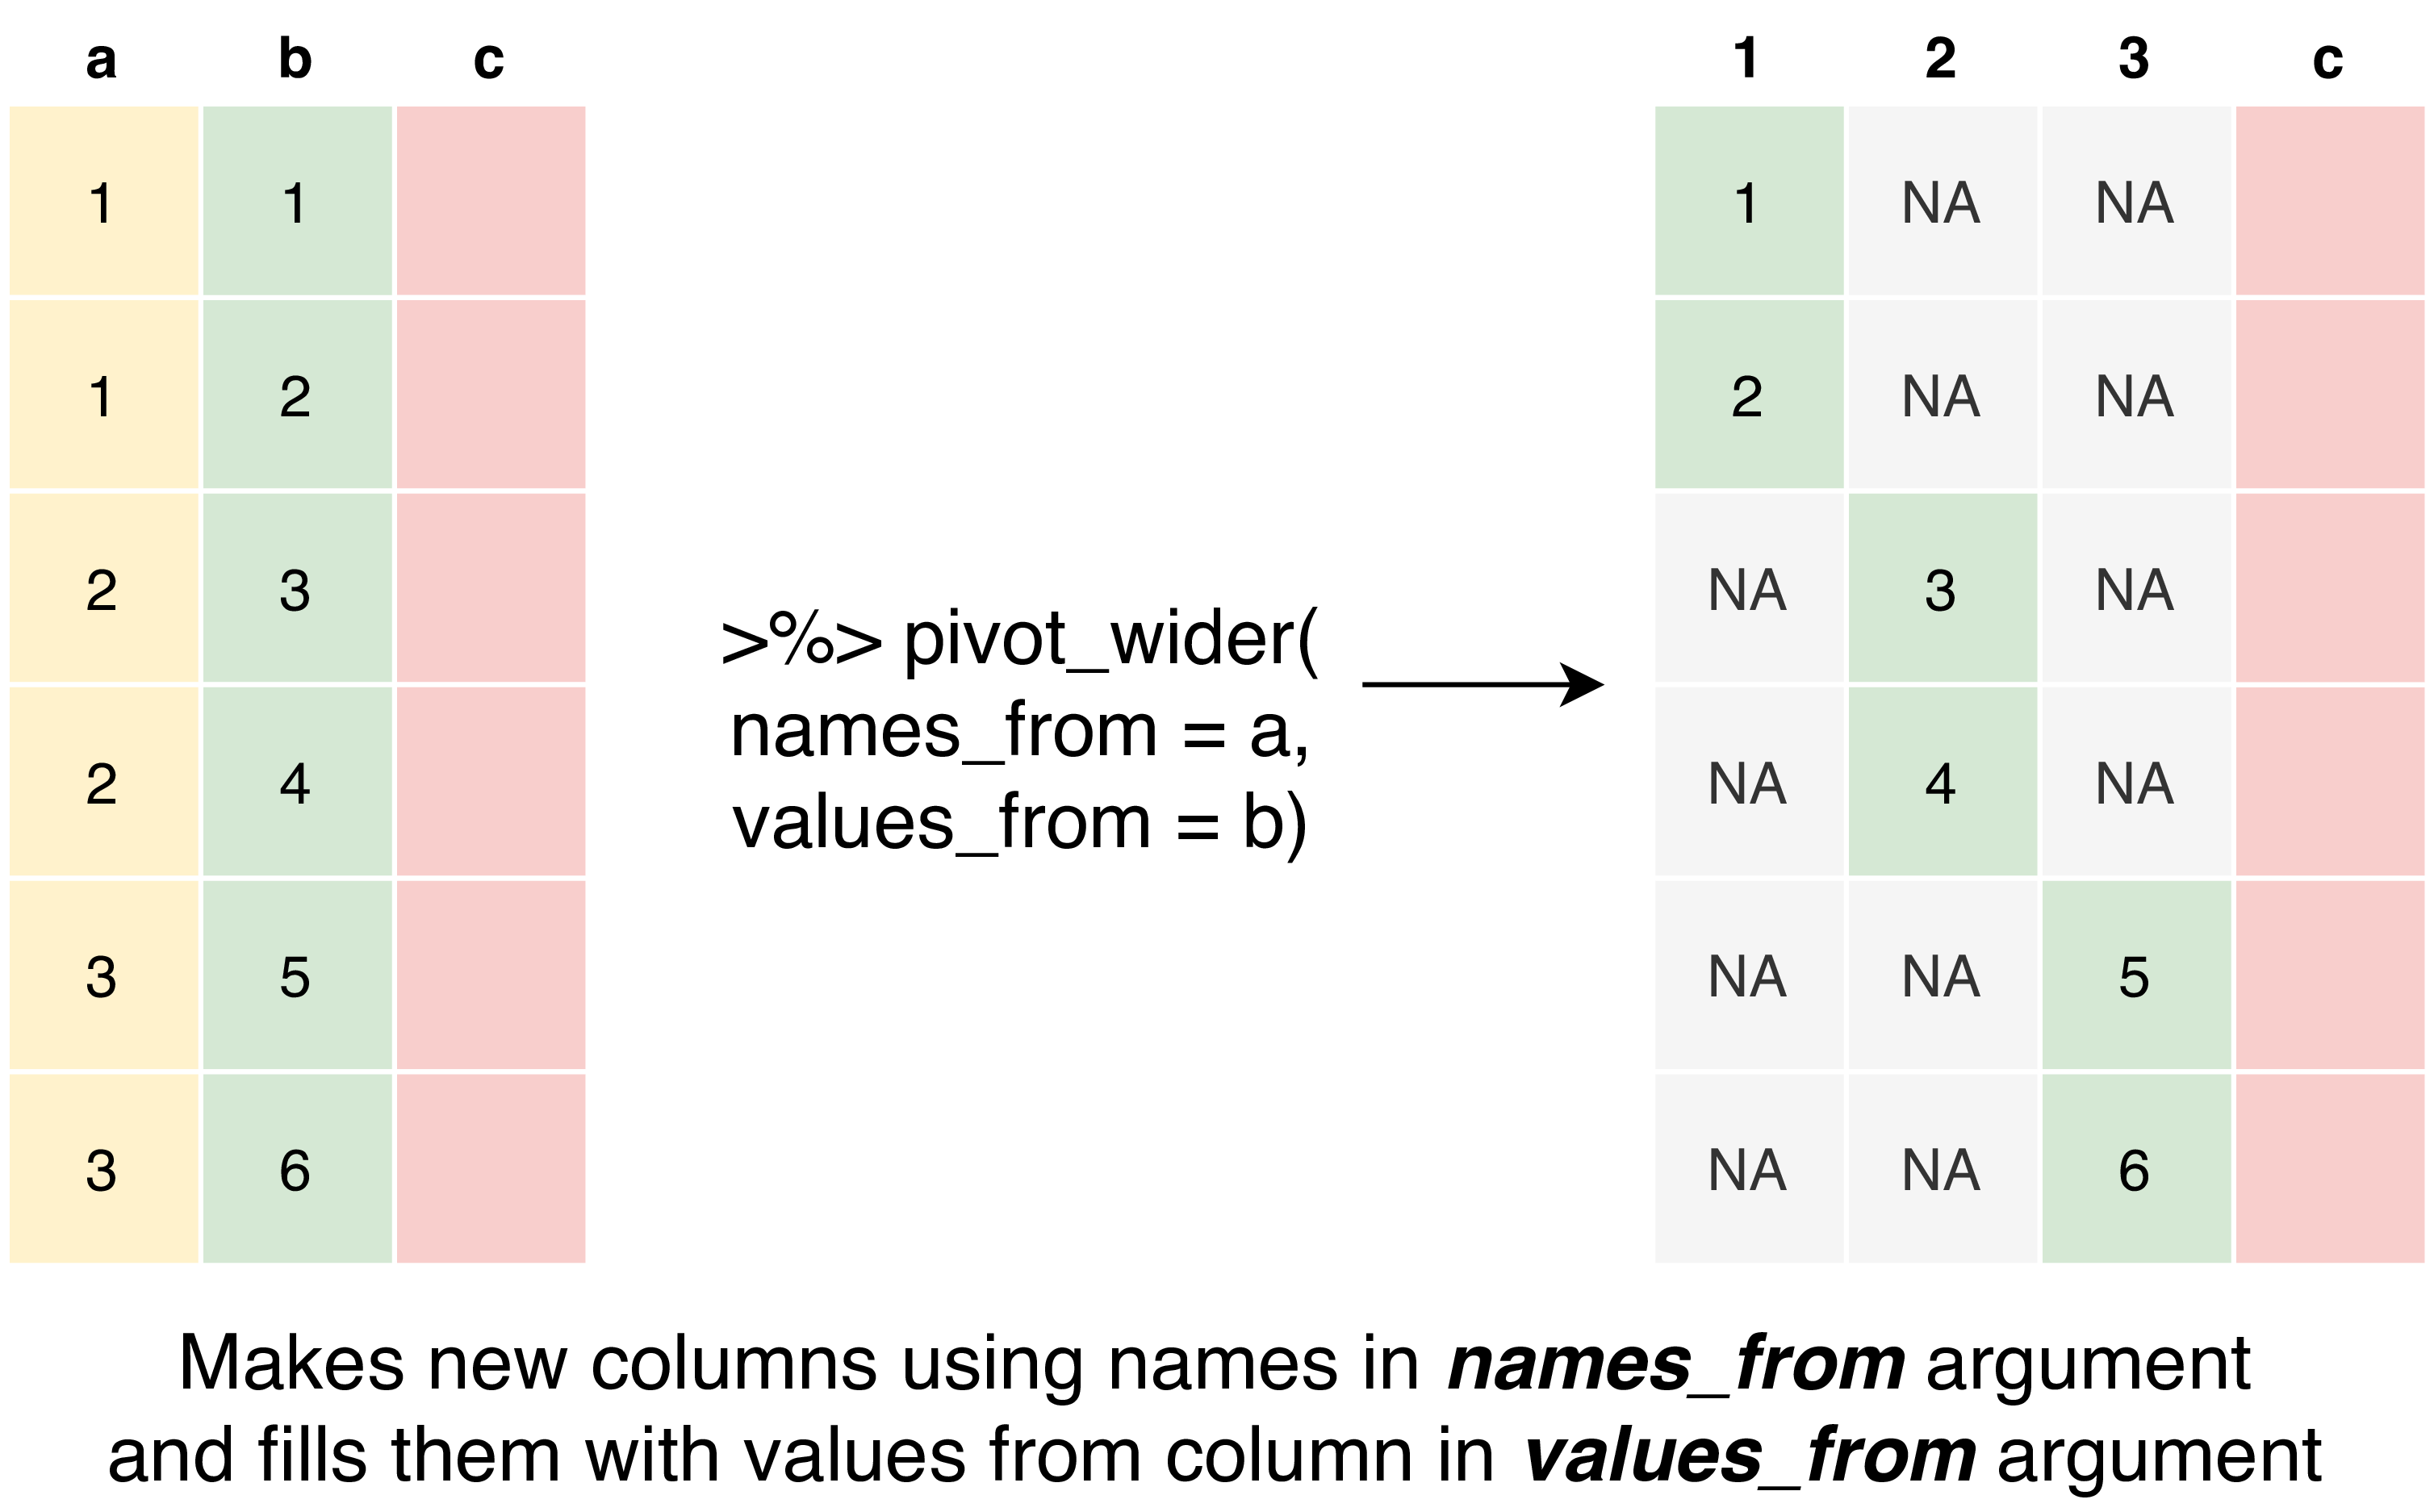 a b c
1 1
1 2
2 3
2 4
3 5
3 6
>%> pivot_wider(
names_from = a,
values_from = b)
1 2 3 c
1 NA NA
2 NA NA
NA 3 NA
NA 4 NA
NA NA 5
NA NA 6
Makes new columns using names in names_from argument
and fills them with values from column in values_from argument